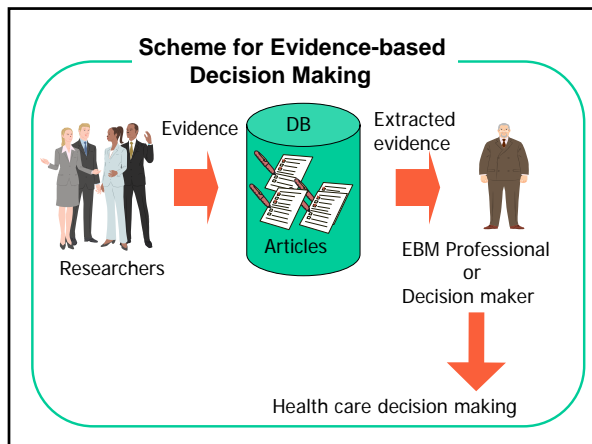 Scheme for Evidence-based
Decision Making
Evidence
DB
Extracted
evidence
Articles
Researchers
EBM Professional
or
Decision maker
Health care decision making